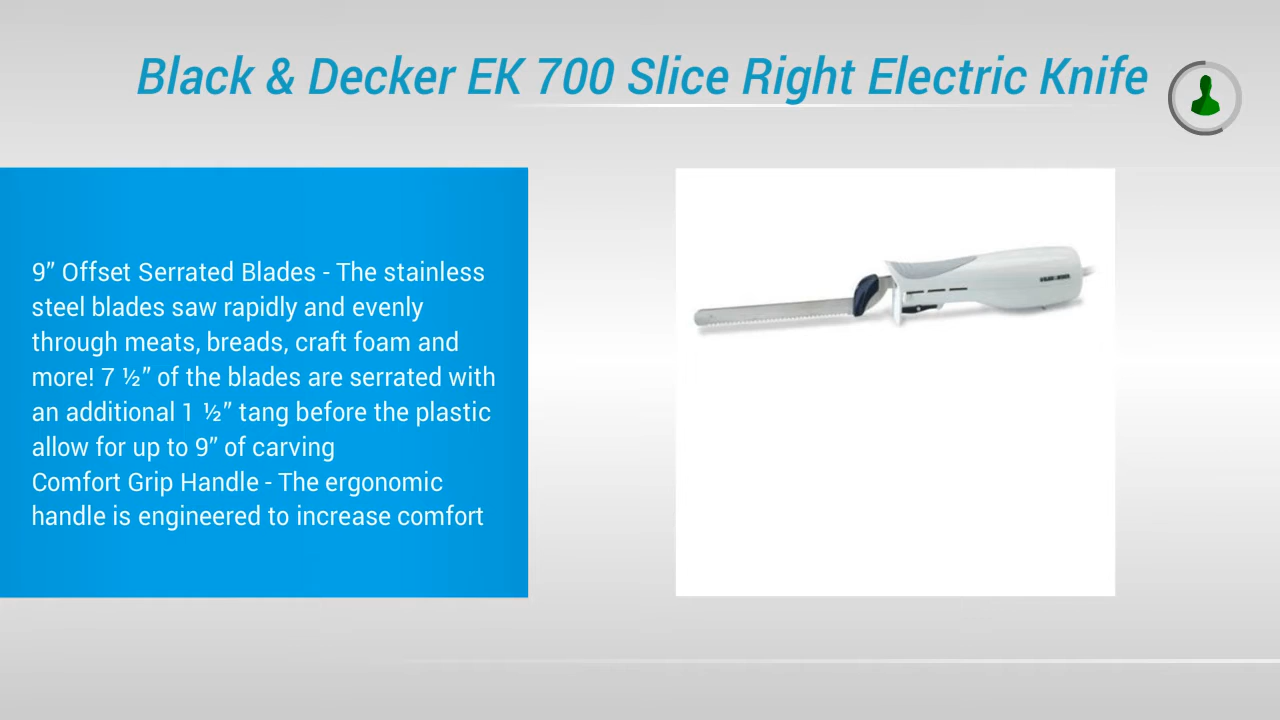 Black & Decker EK 700 Slice Right Electric Knife
9” Offset Serrated Blades - The stainless
steel blades saw rapidly and evenly
through meats, breads, craft foam and
more! 7 ½” of the blades are serrated with
an additional 1 ½” tang before the plastic
allow for up to 9” of carving
Comfort Grip Handle - The ergonomic
handle is engineered to increase comfort